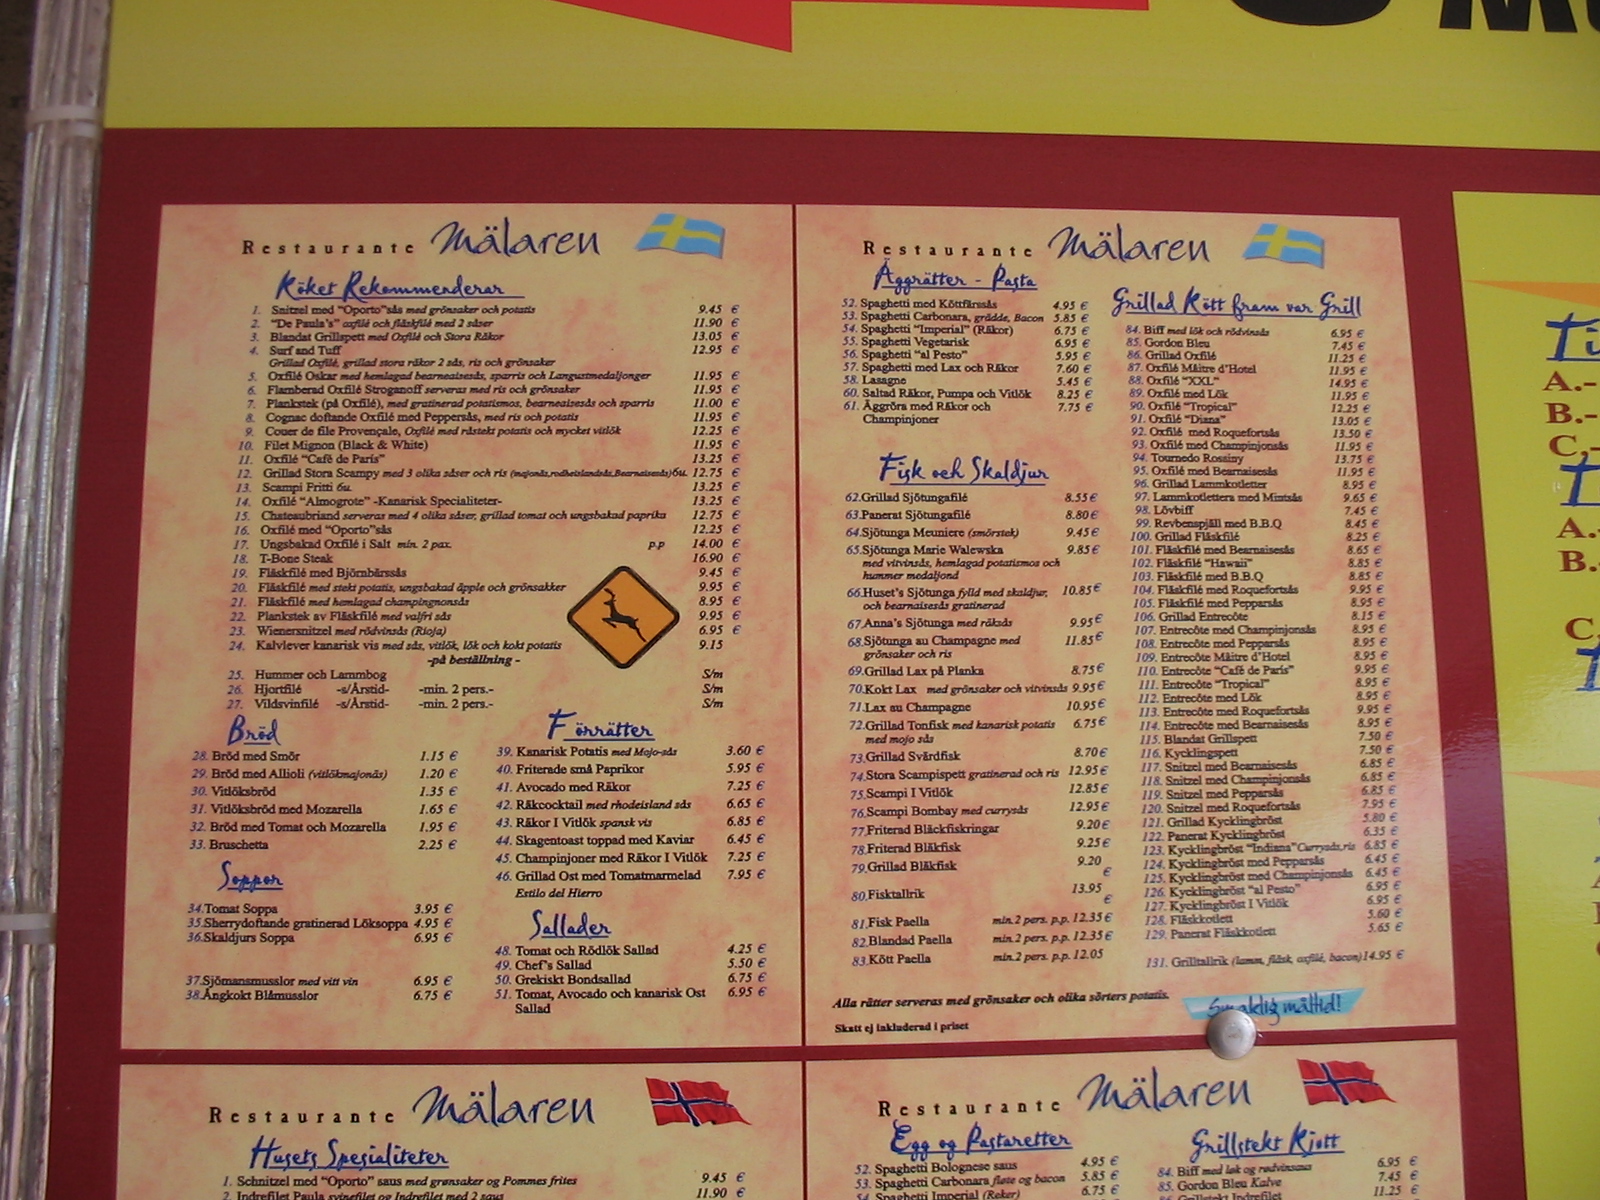 Restaurante Mälaren
Köket Rekommenderar
1. Snitzel med "Oporto"sås med grönsaker och potatis 9.45 €
2. "De Paula's" oxfilé och fläskfilé med 2 såser 11.90 €
3. Blandat Grillspett med Oxfilé och Stora Räkor 13.05 €
4. Surf and Tuff 12.95 €
Grillad Oxfilé, grillad stora räkor 2 sås, ris och grönsaker
5. Oxfilé Oskar med hemlagad bearneaisesås, sparris och Langustmedaljonger 11.95 €
6. Flamberad Oxfilé Stroganoff serveras med ris och grönsaker 11.95 €
7. Plankstek (på Oxfilé), med gratinerad potatismos, bearneaisesås och sparris 11.00 €
8. Cognac doftande Oxfilé med Peppersås, med ris och potatis 11.95 €
9. Couer de file Provençale, Oxfilé med råstekt potatis och mycket vitlök 12.25 €
10. Filet Mignon (Black & White) 11.95 €
11. Oxfilé "Café de Paris" 13.25 €
12. Grillad Stora Scampy med 3 olika såser och ris (majonäs,rodheislandsås,Bearneaisesås)6u. 12.75 €
13. Scampi Fritti 6u. 13.25 €
14. Oxfilé "Almogrote" -Kanarisk Specialiteter- 13.25 €
15. Chateaubriand serveras med 4 olika såser, grillad tomat och ungsbakad paprika 12.75 €
16. Oxfilé med "Oporto"sås 12.25 €
17. Ungsbakad Oxfilé i Salt min. 2 pax. p.p 14.00 €
18. T-Bone Steak 16.90 €
19. Fläskfilé med Björnbärssås 9.45 €
20. Fläskfilé med stekt potatis, ungsbakad äpple och grönsakker 9.95 €
21. Fläskfilé med hemlagad champingnonsås 8.95 €
22. Plankstek av Fläskfilé med valfri sås 9.95 €
23. Wienersnitzel med rödvinsås (Rioja) 6.95 €
24. Kalvlever kanarisk vis med sås, vitlök, lök och kokt potatis 9.15
-på beställning -
25. Hummer och Lammbog S/m
26. Hjortfilé -s/Årstid- -min. 2 pers.- S/m
27. Vildsvinfilé -s/Årstid- -min. 2 pers.- S/m
Bröd
28. Bröd med Smör 1.15 €
29. Bröd med Allioli (vitlökmajonäs) 1.20 €
30. Vitlöksbröd 1.35 €
31. Vitlöksbröd med Mozarella 1.65 €
32. Bröd med Tomat och Mozarella 1.95 €
33. Bruschetta 2.25 €
Soppor
34.Tomat Soppa 3.95 €
35.Sherrydoftande gratinerad Löksoppa 4.95 €
36.Skaldjurs Soppa 6.95 €
37.Sjömansmusslor med vitt vin 6.95 €
38.Ångkokt Blåmusslor 6.75 €
Förrätter
39. Kanarisk Potatis med Mojo-sås 3.60 €
40. Friterade små Paprikor 5.95 €
41. Avocado med Räkor 7.25 €
42. Räkcocktail med rhodeisland sås 6.65 €
43. Räkor I Vitlök spansk vis 6.85 €
44. Skagentoast toppad med Kaviar 6.45 €
45. Champinjoner med Räkor I Vitlök 7.25 €
46. Grillad Ost med Tomatmarmelad 7.95 €
Estilo del Hierro
Sallader
48. Tomat och Rödlök Sallad 4.25 €
49. Chef's Sallad 5.50 €
50. Grekiskt Bondsallad 6.75 €
51. Tomat, Avocado och kanarisk Ost 6.95 €
Sallad
Restaurante Mälaren
Äggrätter - Pasta
52. Spaghetti med Köttfärssås 4.95 €
53. Spaghetti Carbonara, grädde, Bacon 5.85 €
54. Spaghetti "Imperial" (Räkor) 6.75 €
55. Spaghetti Vegetarisk 6.95 €
56. Spaghetti "al Pesto" 5.95 €
57. Spaghetti med Lax och Räkor 7.60 €
58. Lasagne 5.45 €
60. Saltad Räkor, Pumpa och Vitlök 8.25 €
61. Äggröra med Räkor och 7.75 €
Champinjoner
Fisk och Skaldjur
62.Grillad Sjötungafilé 8.55€
63.Panerat Sjötungafilé 8.80€
64.Sjötunga Meuniere (smörstek) 9.45€
65.Sjötunga Marie Walewska 9.85€
med vitvinsås, hemlagad potatismos och
hummer medaljond
66.Huset's Sjötunga fylld med skaldjur, 10.85€
och bearnaisesås gratinerad
67.Anna's Sjötunga med räksås 9.95€
68.Sjötunga au Champagne med 11.85€
grönsaker och ris
69.Grillad Lax på Planka 8.75€
70.Kokt Lax med grönsaker och vitvinsås 9.95€
71.Lax au Champagne 10.95€
72.Grillad Tonfisk med kanarisk potatis 6.75€
med mojo sås
73.Grillad Svärdfisk 8.70€
74.Stora Scampispett gratinerad och ris 12.95€
75.Scampi I Vitlök 12.85€
76.Scampi Bombay med currysås 12.95€
77.Friterad Bläckfiskringar 9.20€
78.Friterad Bläkfisk 9.25€
79.Grillad Bläkfisk 9.20 €
80.Fisktallrik 13.95 €
81.Fisk Paella min.2 pers. p.p. 12.35€
82.Blandad Paella min.2 pers. p.p. 12.35€
83.Kött Paella min.2 pers. p.p. 12.05
Grillad Kött fram var Grill
84. Biff med lök och rödvinsås 6.95 €
85. Gordon Bleu 7.45 €
86. Grillad Oxfilé 11.25 €
87. Oxfilé Mâitre d'Hotel 11.95 €
88. Oxfilé "XXL" 14.95 €
89. Oxfilé med Lök 11.95 €
90. Oxfilé "Tropical" 12.25 €
91. Oxfilé "Diana" 13.05 €
92. Oxfilé med Roquefortsås 13.50 €
93. Oxfilé med Champinjonsås 11.95 €
94. Tournedo Rossiny 13.75 €
95. Oxfilé med Bearnaisesås 11.95 €
96. Grillad Lammkotletter 8.95 €
97. Lammkotlettera med Mintsås 9.65 €
98. Lövbiff 7.45 €
99. Revbenspjäll med B.B.Q 8.45 €
100. Grillad Fläskfilé 8.25 €
101. Fläskfilé med Bearnaisesås 8.65 €
102. Fläskfilé "Hawaii" 8.85 €
103. Fläskfilé med B.B.Q 8.85 €
104. Fläskfilé med Roquefortsås 9.95 €
105. Fläskfilé med Pepparsås 8.95 €
106. Grillad Entrecôte 8.15 €
107. Entrecôte med Champinjonsås 8.95 €
108. Entrecôte med Pepparsås 8.95 €
109. Entrecôte Mâitre d'Hotel 8.95 €
110. Entrecôte "Café de Paris" 9.95 €
111. Entrecôte "Tropical" 8.95 €
112. Entrecôte med Lök 8.95 €
113. Entrecôte med Roquefortsås 9.95 €
114. Entrecôte med Bearnaisesås 8.95 €
115. Blandat Grillspett 7.50 €
116. Kycklingspett 7.50 €
117. Snitzel med Bearnaisesås 6.85 €
118. Snitzel med Champinjonsås 6.85 €
119. Snitzel med Pepparsås 6.85 €
120. Snitzel med Roquefortsås 7.95 €
121. Grillad Kycklingbröst 5.80 €
122. Panerat Kycklingbröst 6.35 €
123. Kycklingbröst "Indiana" Currysås,ris 6.85 €
124. Kycklingbröst med Pepparsås 6.45 €
125. Kycklingbröst med Champinjonsås 6.45 €
126. Kycklingbröst "al Pesto" 6.95 €
127. Kycklingbröst I Vitlök 6.95 €
128. Fläskkotlett 5.60 €
129. Panerat Fläskkotlett 5.65 €
131. Grilltallrik (lamm, fläsk, oxfilé, bacon)14.95 €
Alla rätter serveras med grönsaker och olika sörters potatis.
Skatt ej inkluderad i priset
Smaklig måltid!
Restaurante Mälaren
Husets Spesialiteter
1. Schnitzel med "Oporto" saus med grønsaker og Pommes frites 9.45 €
2. Indrefilet Paula svinefilet og Indrefilet med 2 saus 11.90 €
Restaurante Mälaren
Egg og Pastaretter
52. Spaghetti Bolognese saus 4.95 €
53. Spaghetti Carbonara fløte og bacon 5.85 €
54 Spaghetti Imperial (Reker) 6.75 €
Grillstekt Kjøtt
84. Biff med løk og rødvinsaus 6.95 €
85. Gordon Bleu Kalve 7.45 €
86. Grillstekt Indrefilet 11.25 €
A.-
B.-
C.-
A.-
B.-
C.